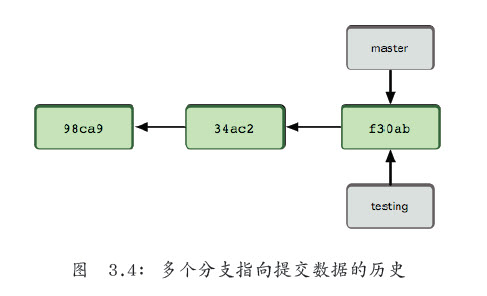 master
98ca9 34ac2 f30ab
testing
图 3.4: 多个分支指向提交数据的历史